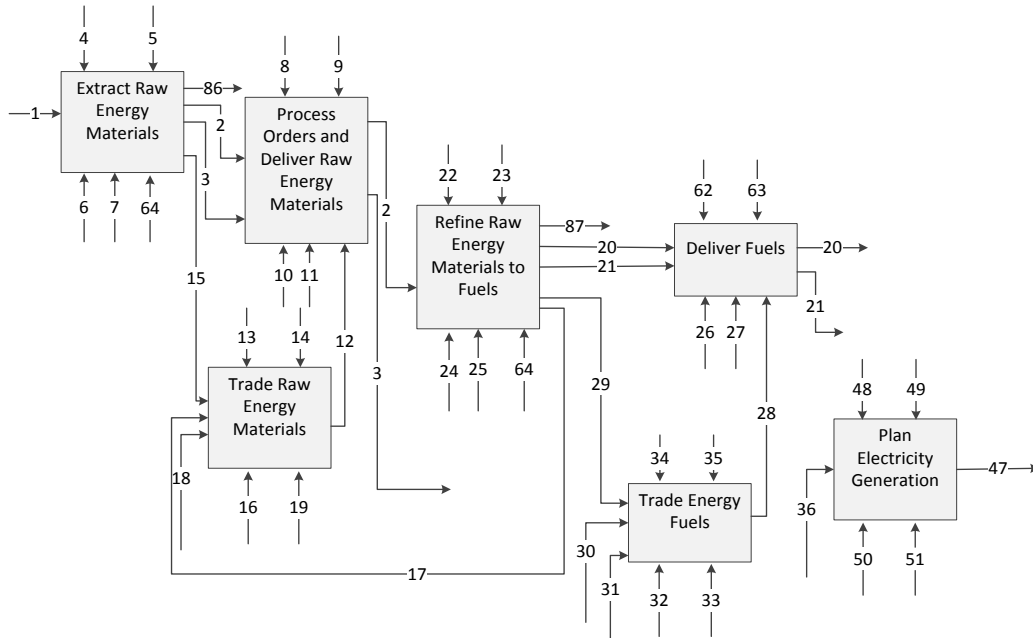 4
5
8
9
1
Extract Raw
Energy
Materials
86
2
3
Process
Orders and
Deliver Raw
Energy
Materials
6
7
64
22
23
62
63
2
Refine Raw
Energy
Materials to
Fuels
87
20
21
Deliver Fuels
20
21
15
10
11
13
14
12
26
27
3
24
25
64
29
28
Trade Raw
Energy
Materials
48
49
18
16
19
34
35
Plan
Electricity
Generation
47
36
Trade Energy
Fuels
30
17
31
32
33
50
51